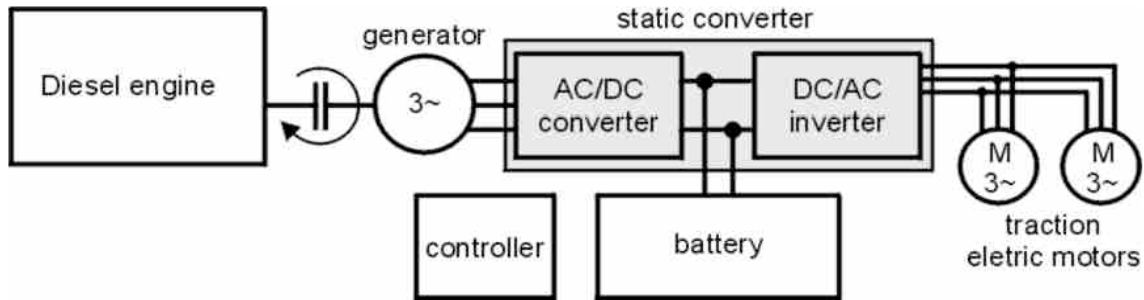 Diesel engine
generator
3~
static converter
AC/DC
converter
DC/AC
inverter
M
3~
M
3~
traction
eletric motors
controller
battery